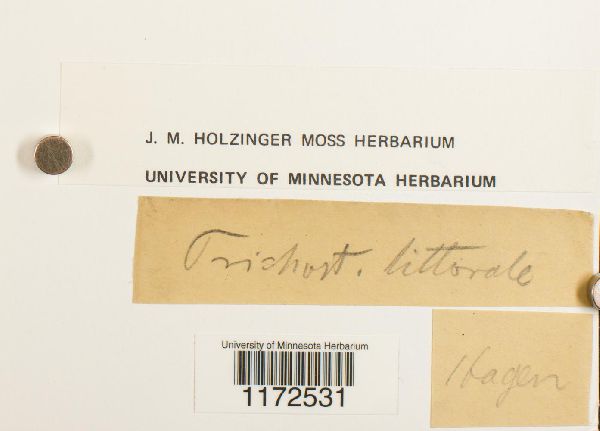 J. M. HOLZINGER MOSS HERBARIUM
UNIVERSITY OF MINNESOTA HERBARIUM
Trichost. littorale
University of Minnesota Herbarium
1172531
Hagen